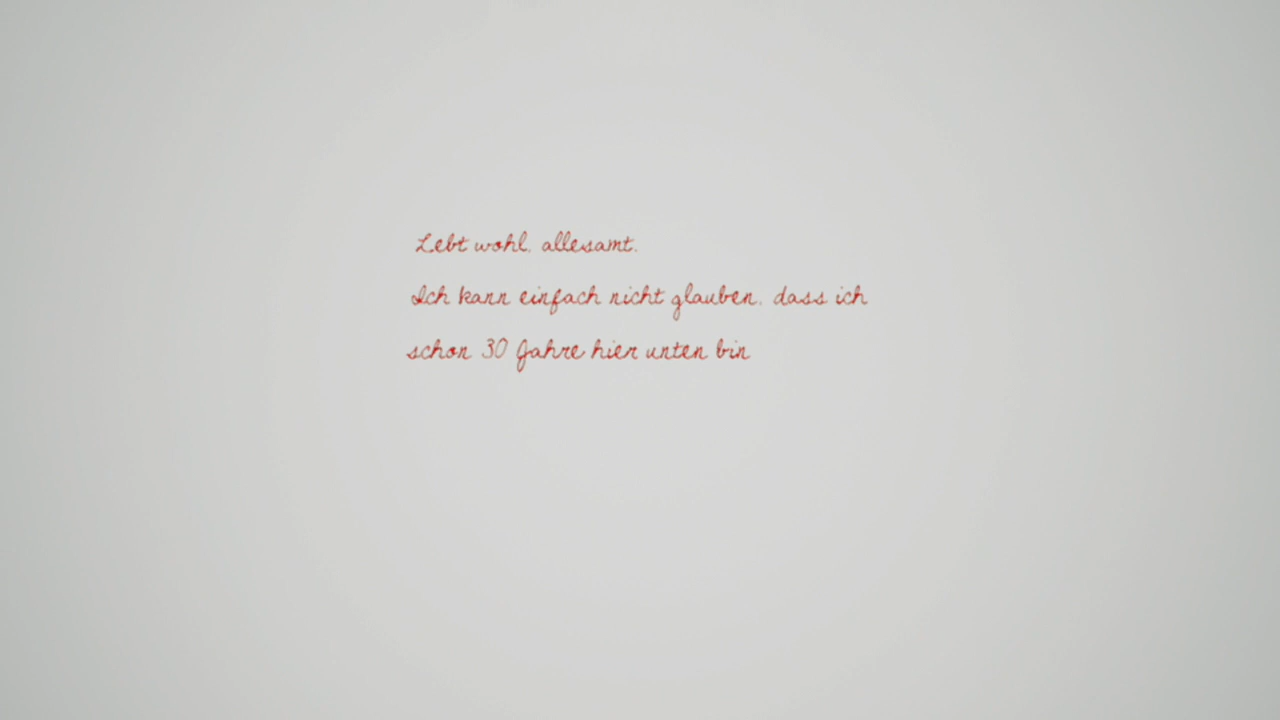 Lebt wohl, allesamt.
Ich kann einfach nicht glauben, dass ich
schon 30 Jahre hier unten bin